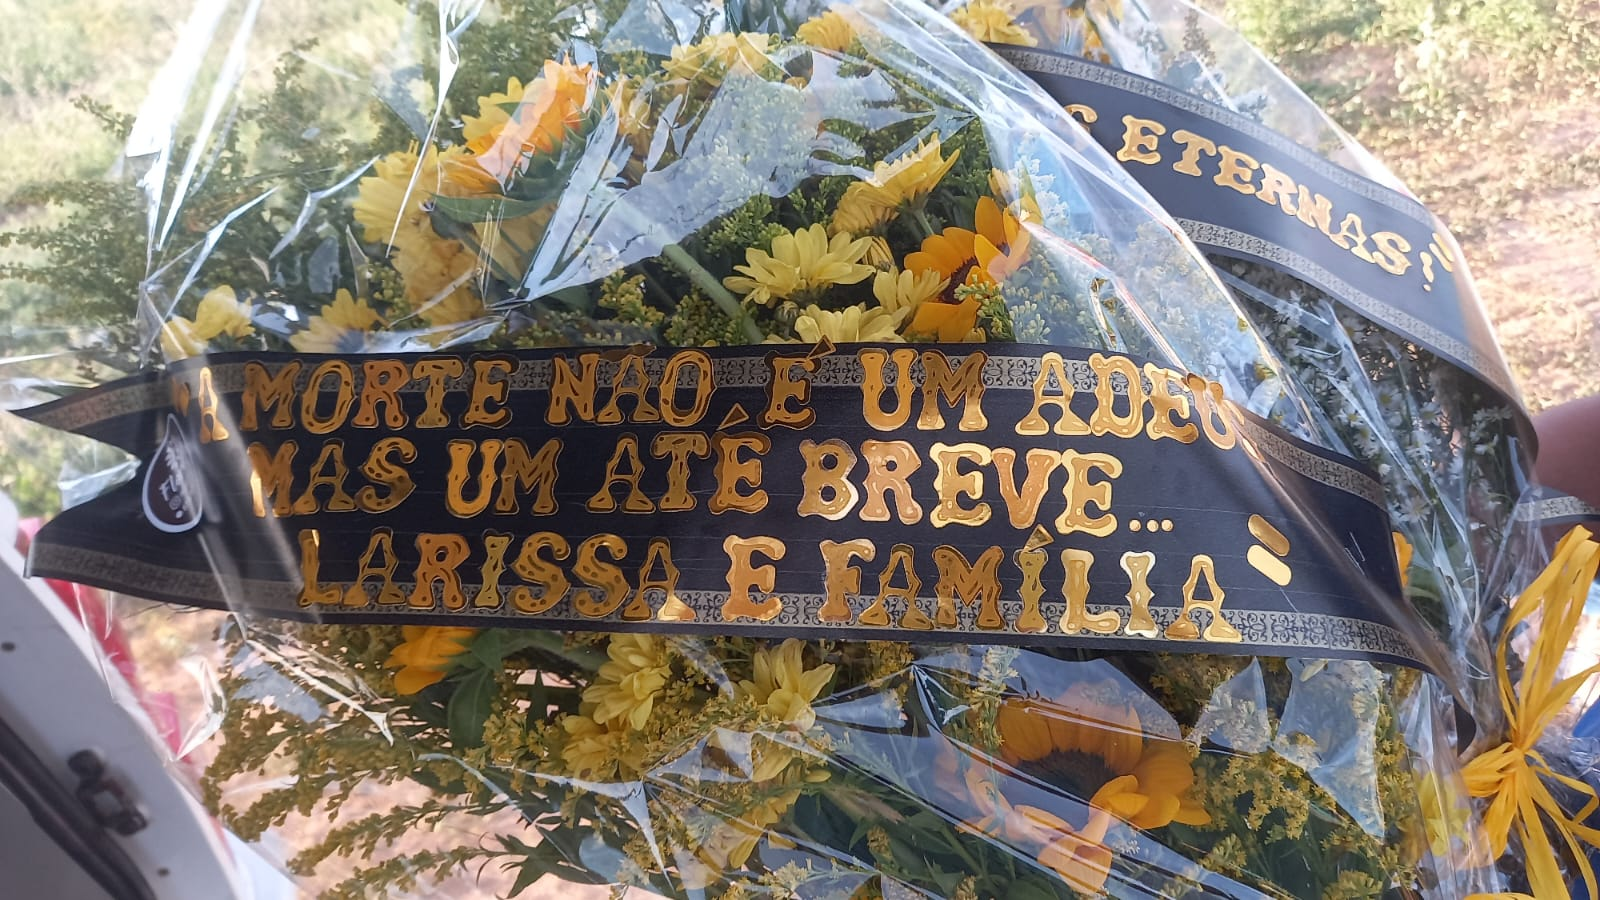 ETERNAS!"
"A MORTE NÃO É UM ADEUS
MAS UM ATÉ BREVE...
LARISSA E FAMÍLIA"